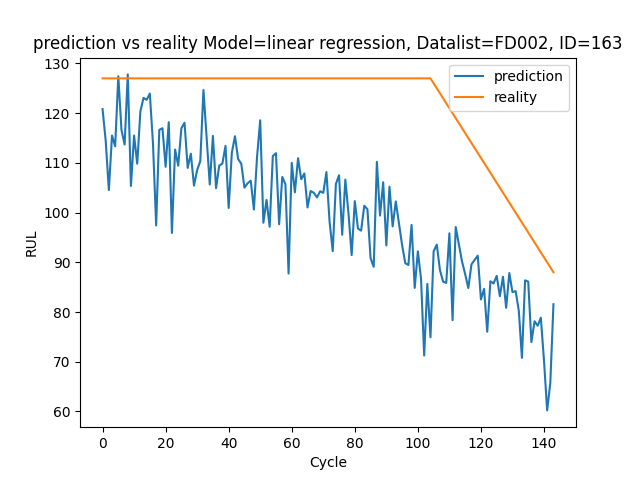 prediction vs reality Model=linear regression, Datalist=FD002, ID=163
prediction
reality
130
120
110
100
90
80
70
60
RUL
0 20 40 60 80 100 120 140
Cycle